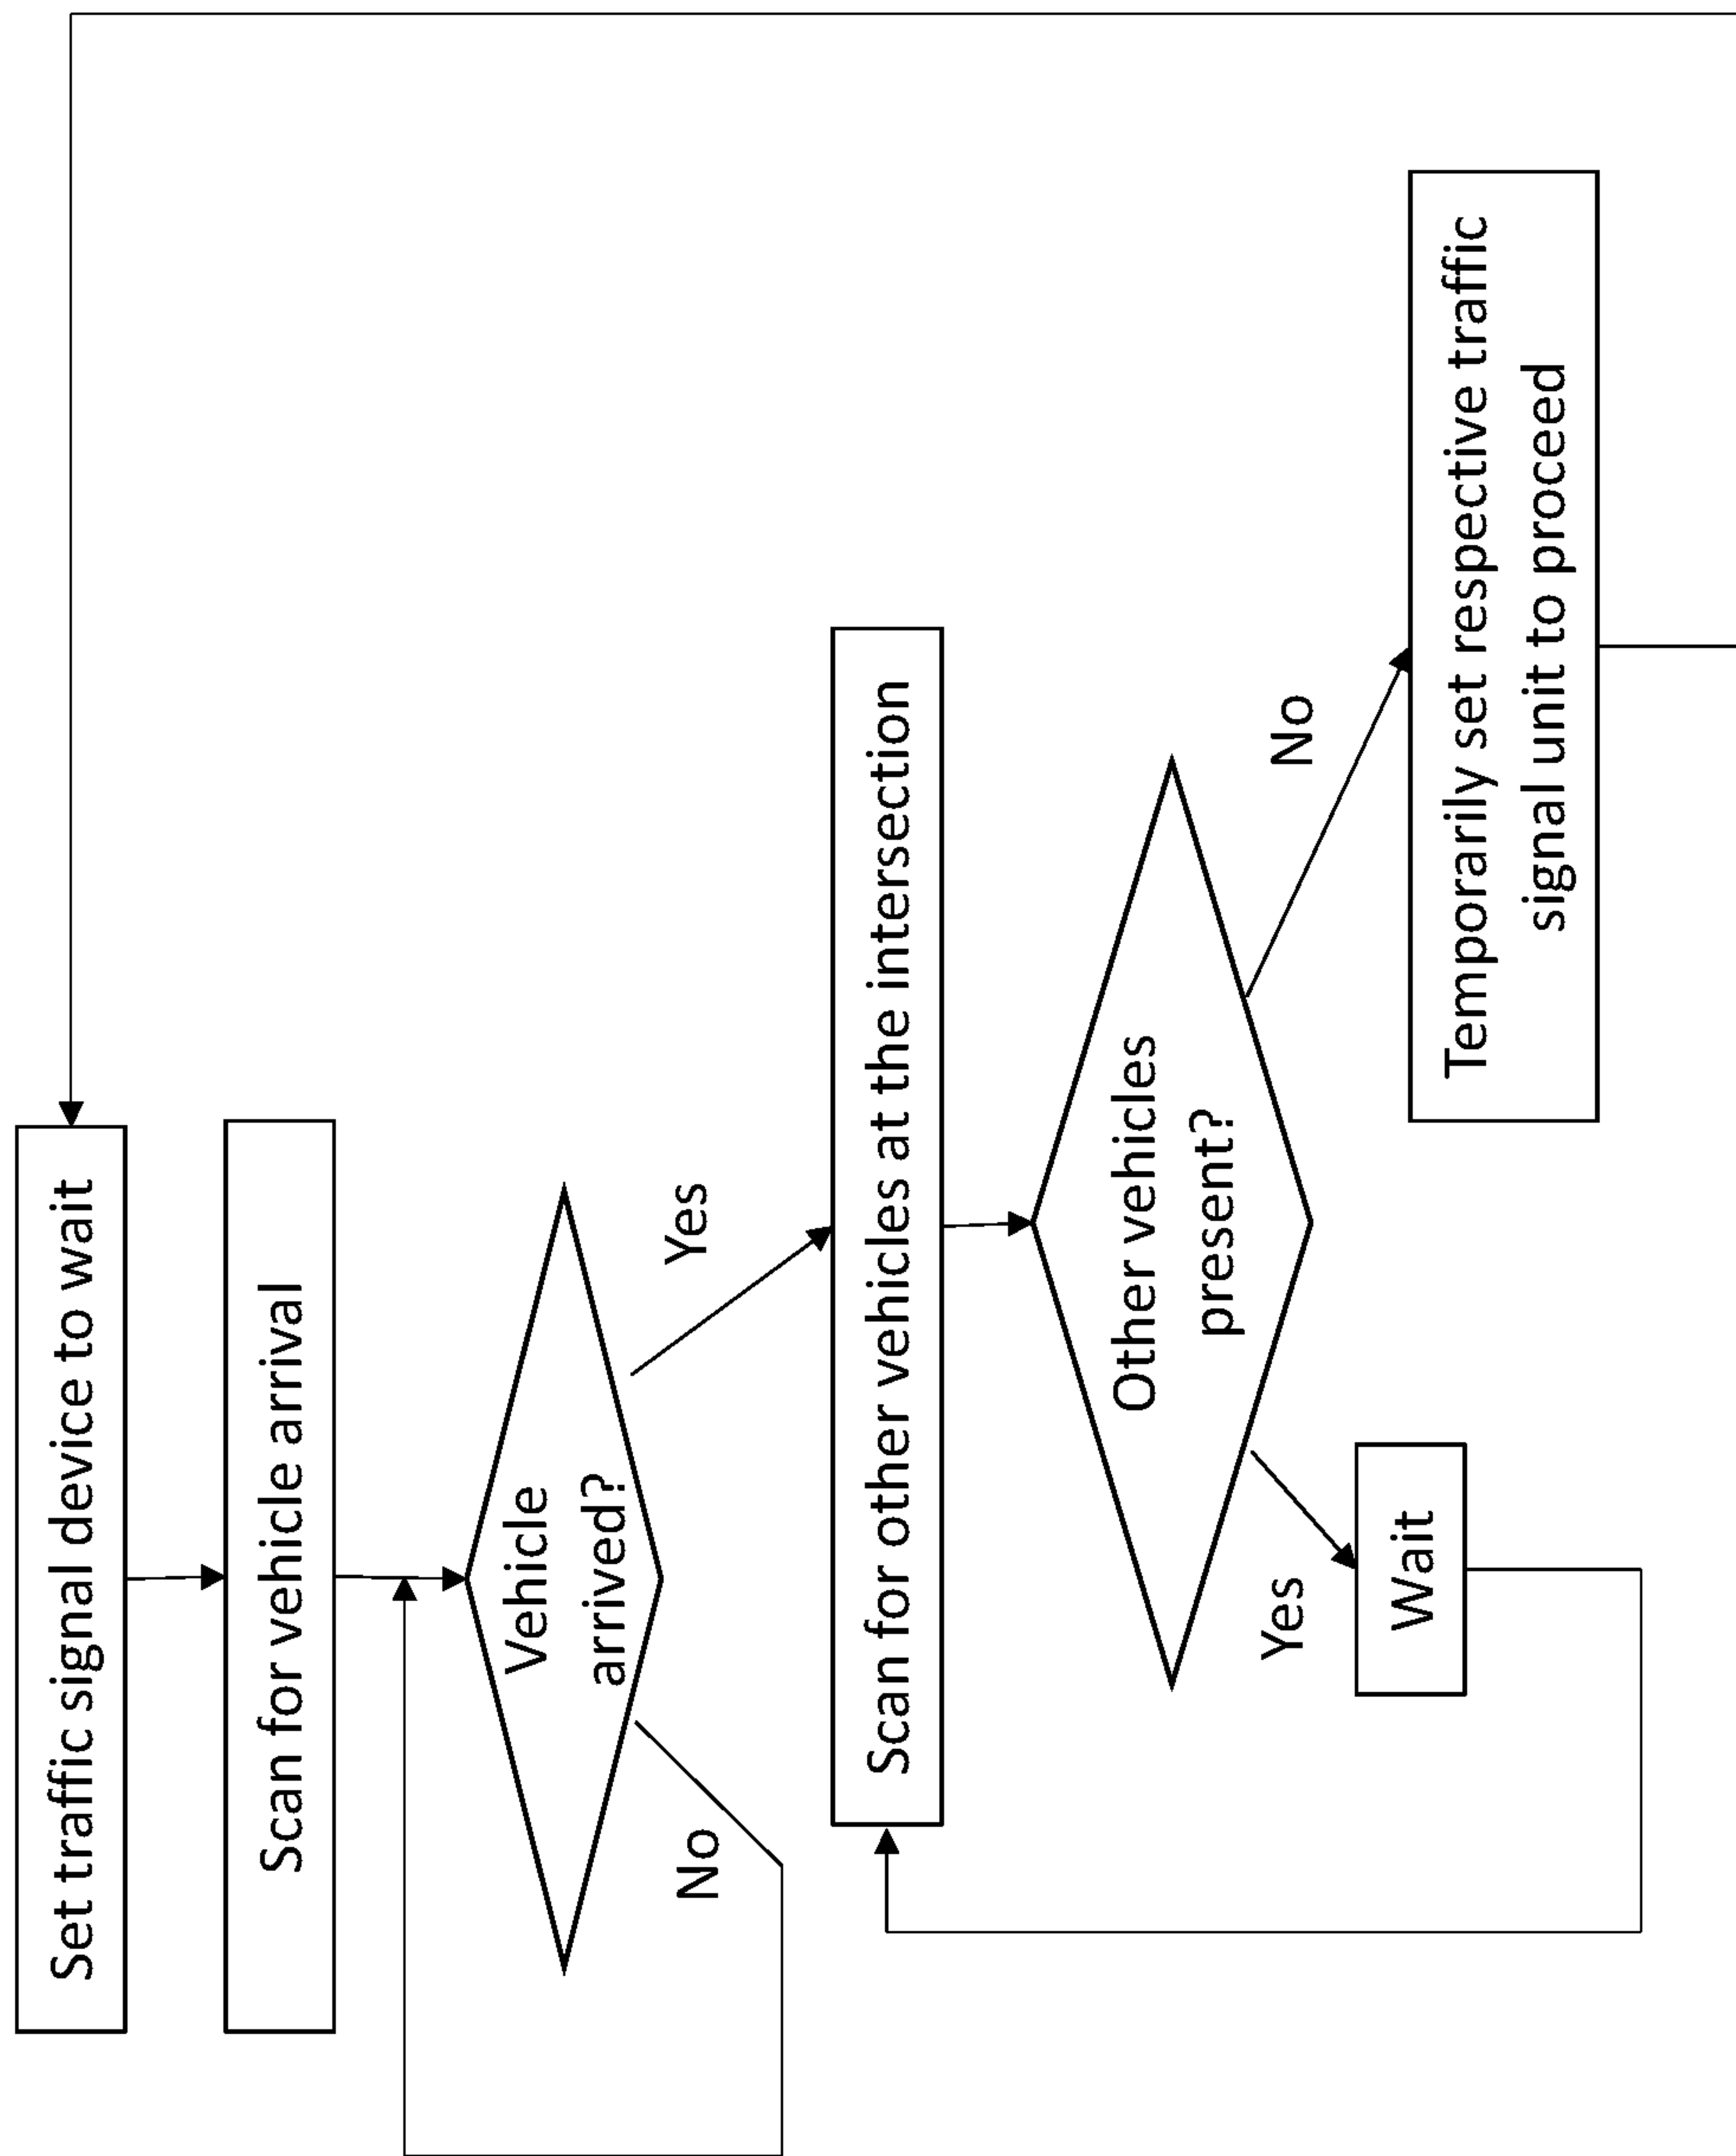 Set traffic signal device to wait
Scan for vehicle arrival
Vehicle
arrived?
No
Yes
Scan for other vehicles at the intersection
Other vehicles
present?
Yes
No
Wait
Temporarily set respective traffic
signal unit to proceed